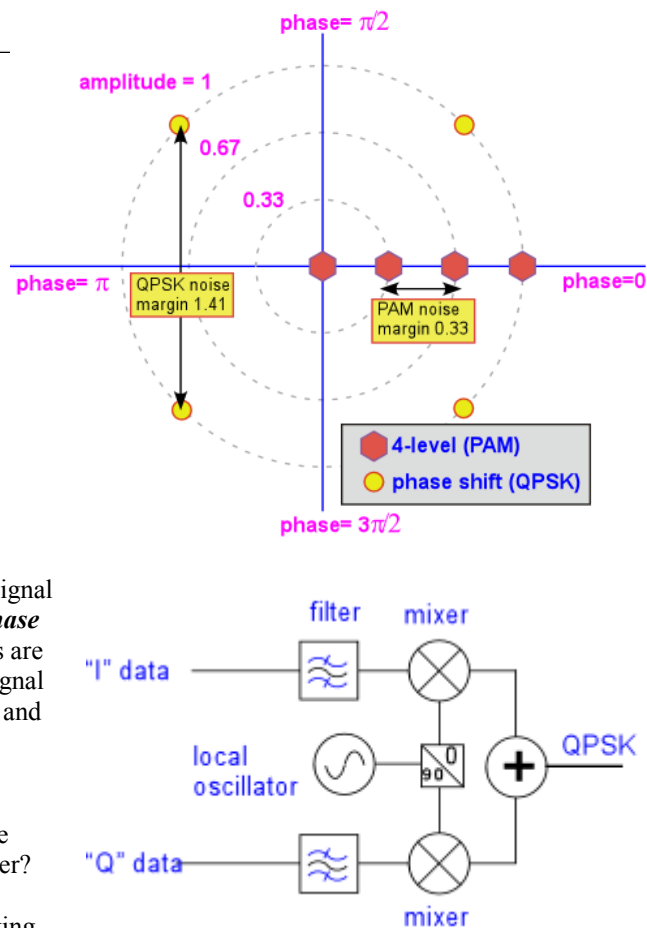 phase= π/2
amplitude = 1
0.67
0.33
phase= π
QPSK noise
margin 1.41
phase=0
PAM noise
margin 0.33
4-level (PAM)
phase shift (QPSK)
phase= 3π/2
ignal
hase
s are
gnal
and
e
er?
ting
filter
mixer
"I" data
local
oscillator
0
90
+
QPSK
"Q" data
mixer